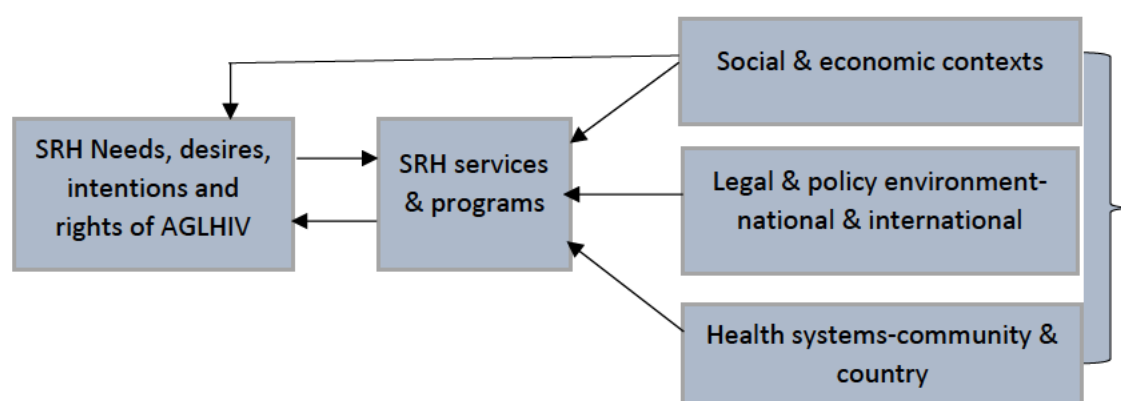 SRH Needs, desires,
intentions and
rights of AGLHIV
SRH services
& programs
Social & economic contexts
Legal & policy environment-
national & international
Health systems-community &
country